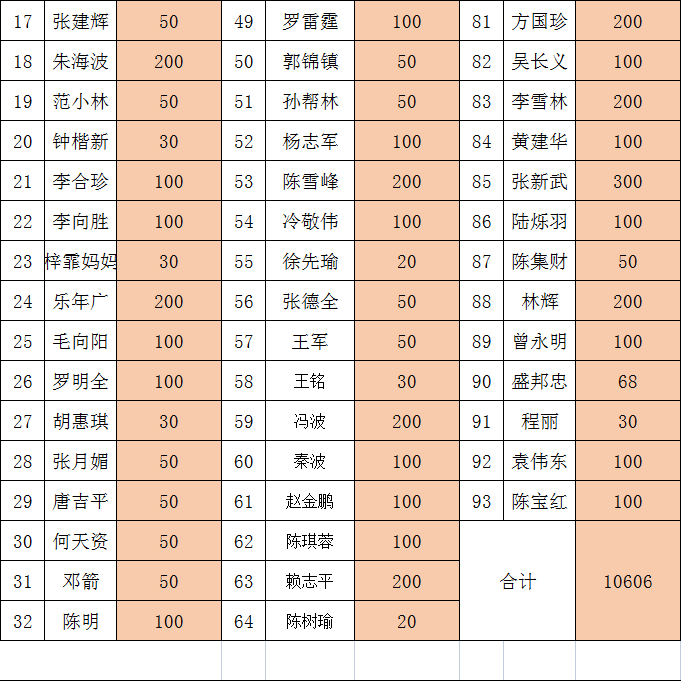 17 张建辉 50 49 罗雷霆 100 81 方国珍 200
18 朱海波 200 50 郭锦镇 50 82 吴长义 100
19 范小林 50 51 孙帮林 50 83 李雪林 200
20 钟楷新 30 52 杨志军 100 84 黄建华 100
21 李合珍 100 53 陈雪峰 200 85 张新武 300
22 李向胜 100 54 冷敬伟 100 86 陆烁羽 100
23 梓霏妈妈 30 55 徐先瑜 20 87 陈集财 50
24 乐年广 200 56 张德全 50 88 林辉 200
25 毛向阳 100 57 王军 50 89 曾永明 100
26 罗明全 100 58 王铭 30 90 盛邦忠 68
27 胡惠琪 30 59 冯波 200 91 程丽 30
28 张月媚 50 60 秦波 100 92 袁伟东 100
29 唐吉平 50 61 赵金鹏 100 93 陈宝红 100
30 何天资 50 62 陈琪蓉 100
31 邓箭 50 63 赖志平 200 合计 10606
32 陈明 100 64 陈树瑜 20